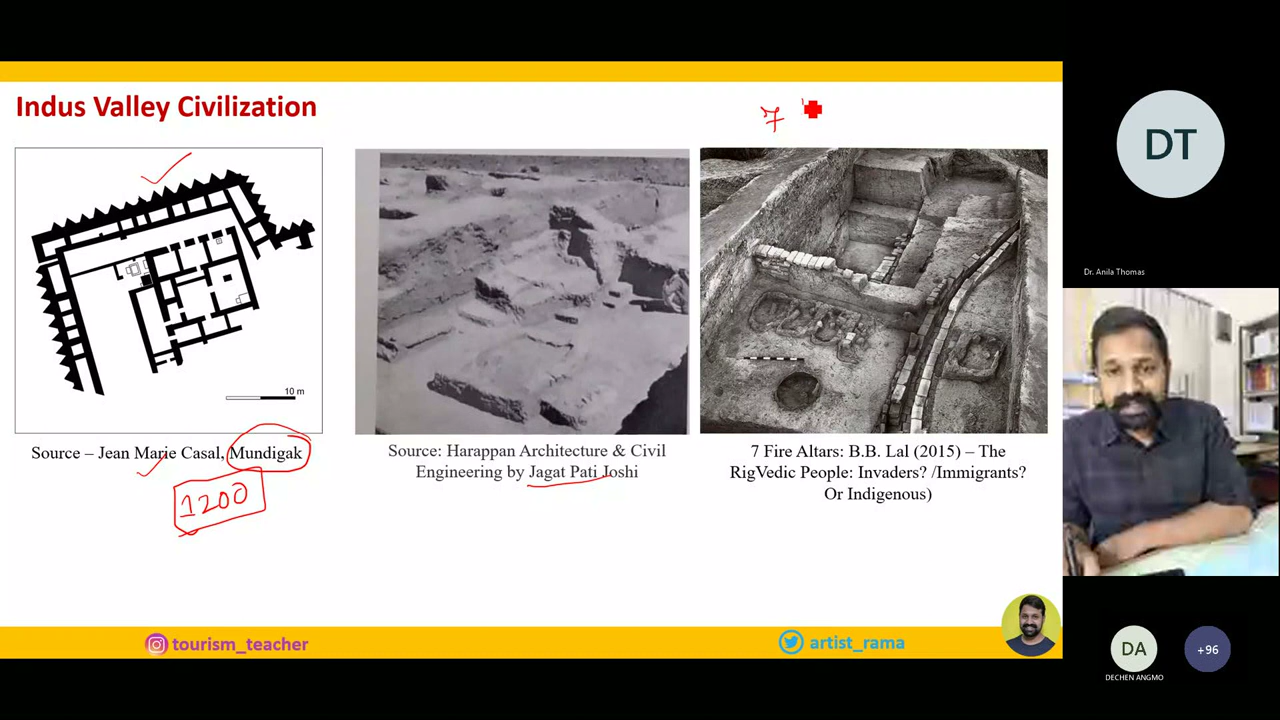 Indus Valley Civilization
7
10 m
Source – Jean Marie Casal, Mundigak
1200
Source: Harappan Architecture & Civil
Engineering by Jagat Pati Joshi
7 Fire Altars: B.B. Lal (2015) – The
RigVedic People: Invaders? /Immigrants?
Or Indigenous)
tourism_teacher
artist_rama
DT
Dr. Anila Thomas
DA
DECHEN ANGMO
+96